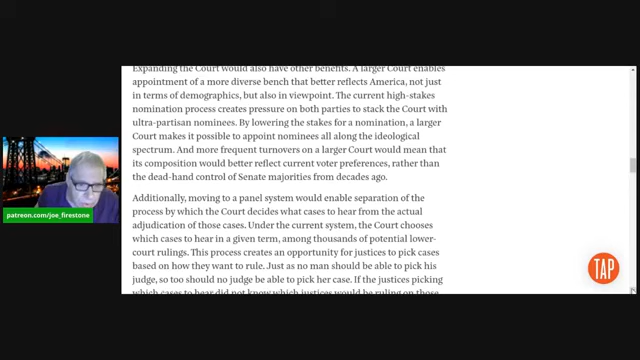 Expanding the Court would also have other benefits. A larger Court enables
appointment of a more diverse bench that better reflects America, not just
in terms of demographics, but also in viewpoint. The current high-stakes
nomination process creates pressure on both parties to stack the Court with
ultra-partisan nominees. By lowering the stakes for a nomination, a larger
Court makes it possible to appoint nominees all along the ideological
spectrum. And more frequent turnovers on a larger Court would mean that
its composition would better reflect current voter preferences, rather than
the dead-hand control of Senate majorities from decades ago.
Additionally, moving to a panel system would enable separation of the
process by which the Court decides what cases to hear from the actual
adjudication of those cases. Under the current system, the Court chooses
which cases to hear in a given term, among thousands of potential lower-
court rulings. This process creates an opportunity for justices to pick cases
based on how they want to rule. Just as no man should be able to pick his
judge, so too should no judge be able to pick her case. If the justices picking
which cases to hear did not know which justices would be ruling on those
patreon.com/joe_firestone
TAP